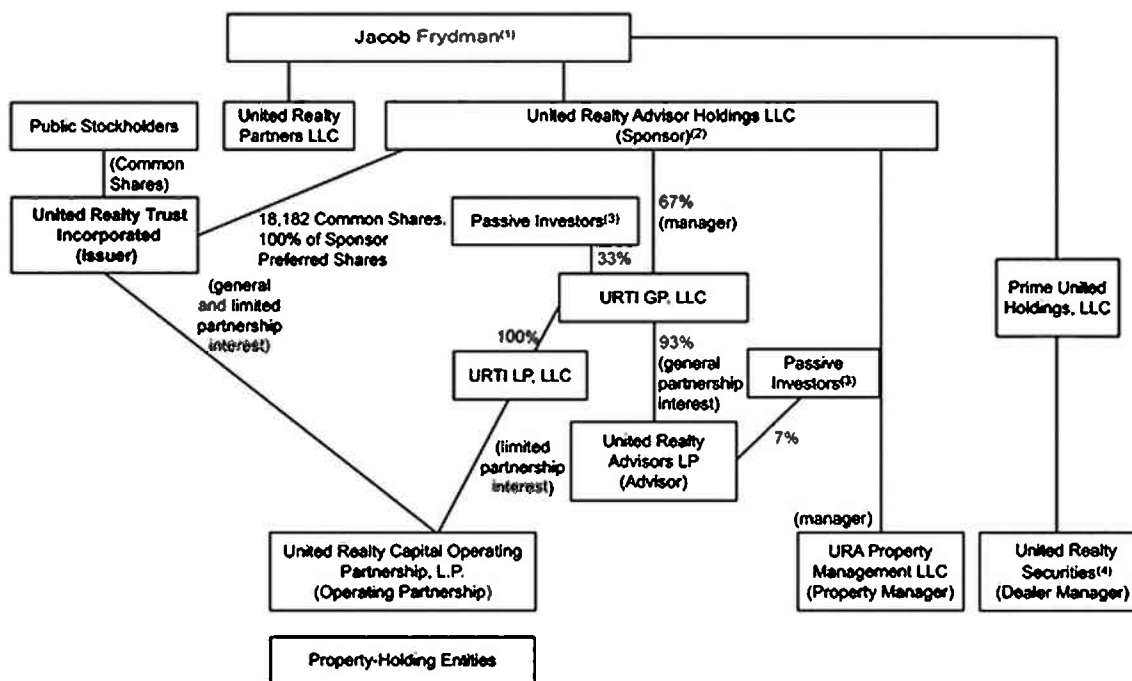 Jacob Frydman(1)
United Realty
Partners LLC
United Realty Advisor Holdings LLC
(Sponsor)(2)
Public Stockholders
(Common
Shares)
United Realty Trust
Incorporated
(Issuer)
18,182 Common Shares.
100% of Sponsor
Preferred Shares
Passive Investors(3)
67%
(manager)
33%
(general
and limited
partnership
interest)
URTI GP, LLC
Prime United
Holdings, LLC
100%
URTI LP, LLC
93%
(general
partnership
interest)
Passive
Investors(3)
7%
United Realty
Advisors LP
(Advisor)
(limited
partnership
interest)
(manager)
United Realty Capital Operating
Partnership, L.P.
(Operating Partnership)
URA Property
Management LLC
(Property Manager)
United Realty
Securities(4)
(Dealer Manager)
Property-Holding Entities